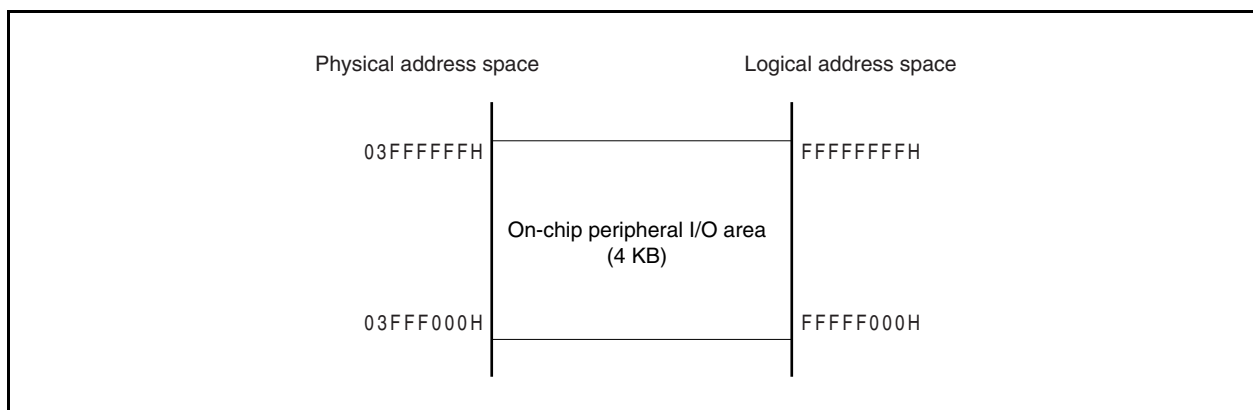 Physical address space
Logical address space
03FFFFFFH
FFFFFFFFH
On-chip peripheral I/O area
(4 KB)
03FFF000H
FFFFF000H